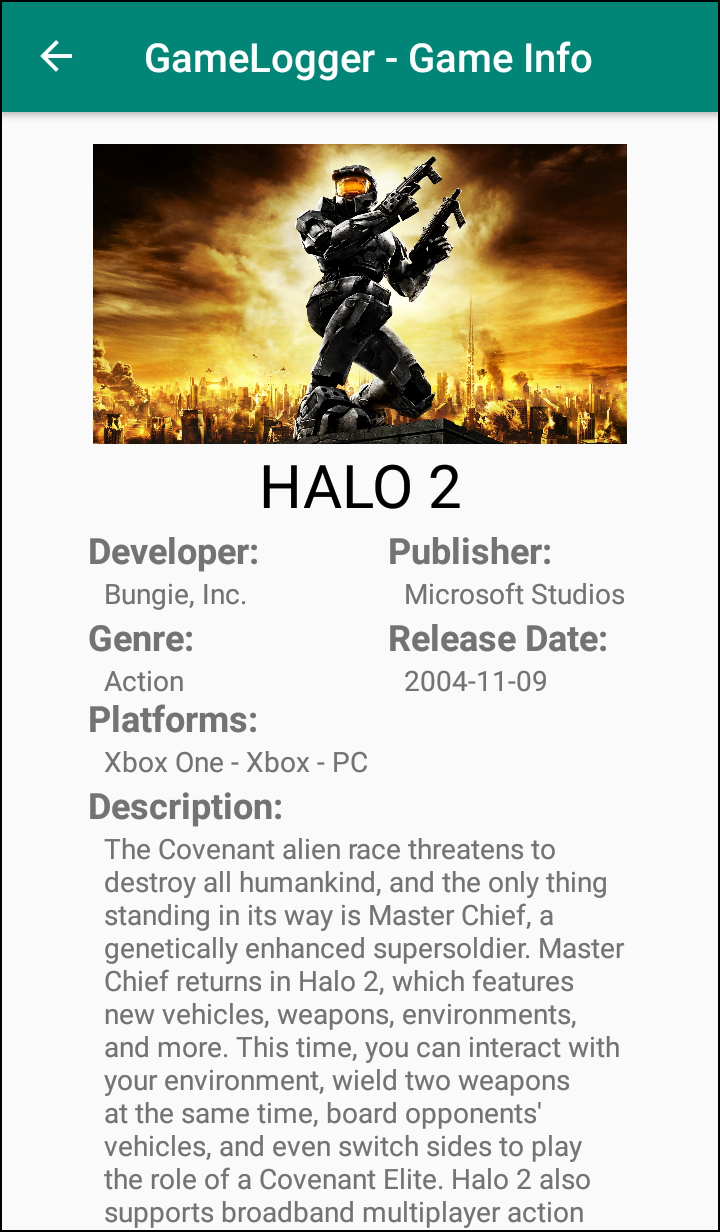 GameLogger - Game Info
HALO 2
Developer:
Bungie, Inc.
Publisher:
Microsoft Studios
Genre:
Action
Release Date:
2004-11-09
Platforms:
Xbox One - Xbox - PC
Description:
The Covenant alien race threatens to
destroy all humankind, and the only thing
standing in its way is Master Chief, a
genetically enhanced supersoldier. Master
Chief returns in Halo 2, which features
new vehicles, weapons, environments,
and more. This time, you can interact with
your environment, wield two weapons
at the same time, board opponents'
vehicles, and even switch sides to play
the role of a Covenant Elite. Halo 2 also
supports broadband multiplayer action